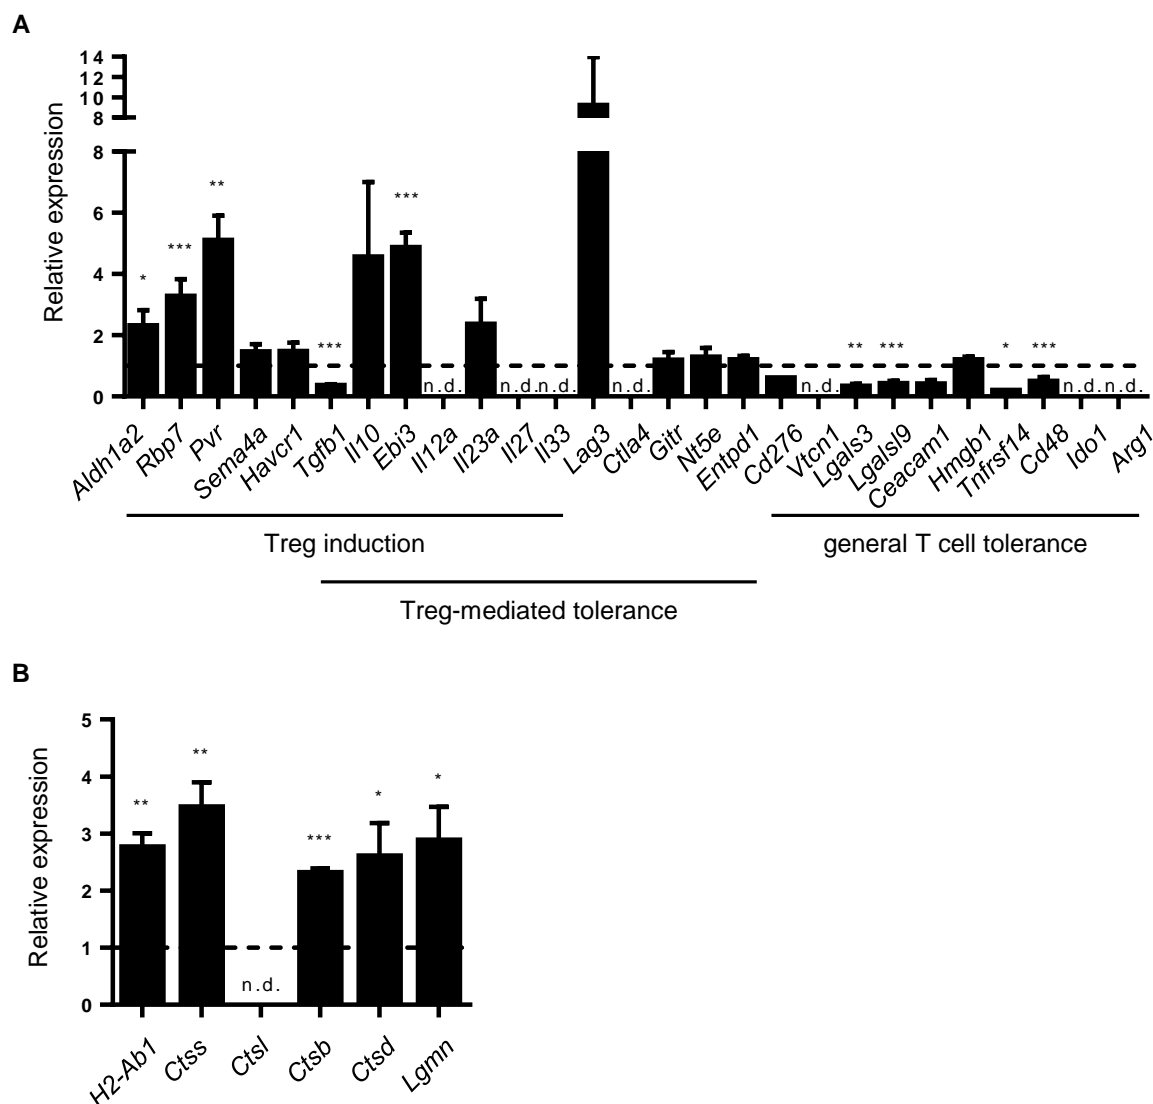 A
Relative expression
14
12
10
8
8
6
4
2
0
* *** ** *** *** ** *** * ***
n.d. n.d. n.d. n.d. n.d. n.d. n.d.
Aldh1a2 Rbp7 Pvr Sema4a Havcr1 Tgfb1 Il10 Ebi3 Il12a Il23a Il27 Il33 Lag3 Ctla4 Gitr Nt5e Entpd1 Cd276 Vtcn1 Lgals3 Lgalsl9 Ceacam1 Hmgb1 Tnfrsf14 Cd48 Ido1 Arg1
Treg induction general T cell tolerance
Treg-mediated tolerance
B
Relative expression
5
4
3
2
1
0
** ** *** * *
n.d.
H2-Ab1 Ctss Ctsl Ctsb Ctsd Lgmn